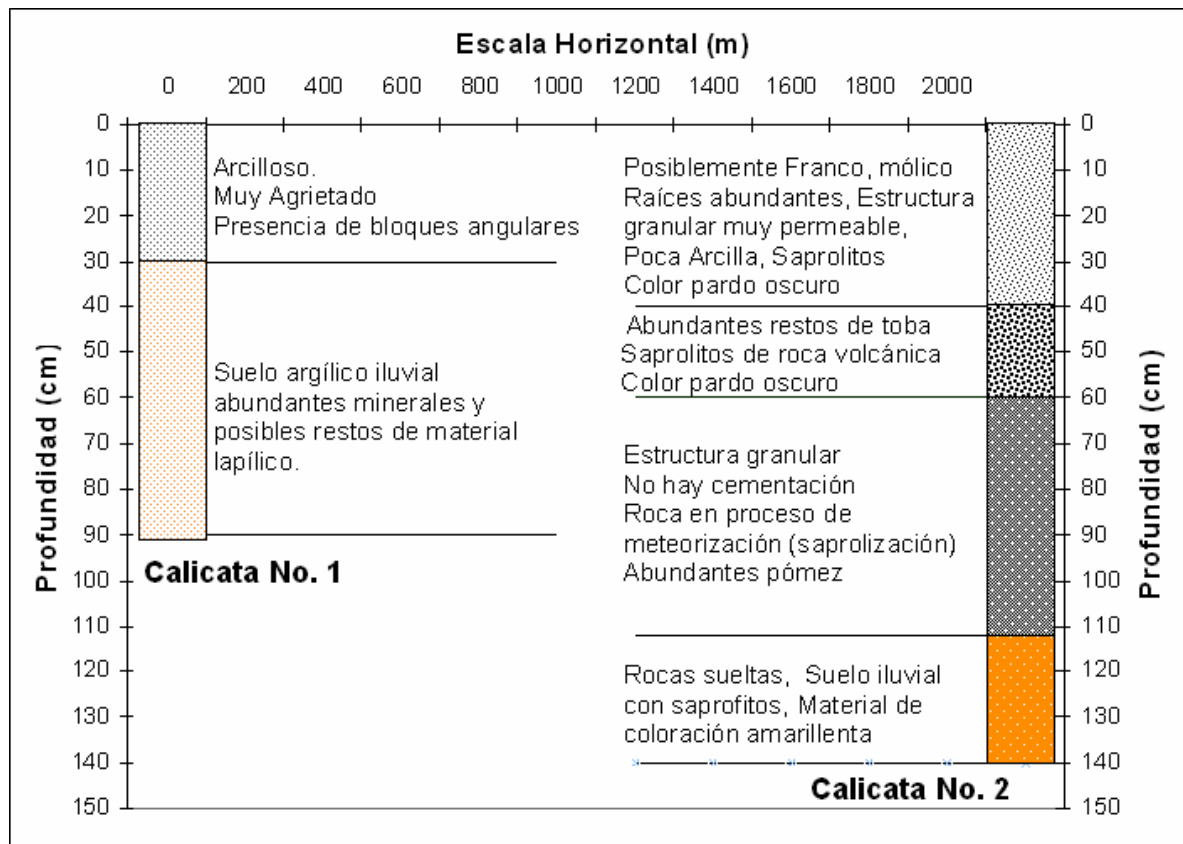 Escala Horizontal (m)
0 200 400 600 800 1000 1200 1400 1600 1800 2000
Profundidad (cm)
0
10
20
30
40
50
60
70
80
90
100
110
120
130
140
150
Arcilloso.
Muy Agrietado
Presencia de bloques angulares
Suelo argílico iluvial
abundantes minerales y
posibles restos de material
lapílico.
Calicata No. 1
Posiblemente Franco, mólico
Raíces abundantes, Estructura
granular muy permeable,
Poca Arcilla, Saprolitos
Color pardo oscuro
Abundantes restos de toba
Saprolitos de roca volcánica
Color pardo oscuro
Estructura granular
No hay cementación
Roca en proceso de
meteorización (saprolización)
Abundantes pómez
Rocas sueltas, Suelo iluvial
con saprofitos, Material de
coloración amarillenta
Calicata No. 2
0
10
20
30
40
50
60
70
80
90
100
110
120
130
140
150
Profundidad (cm)